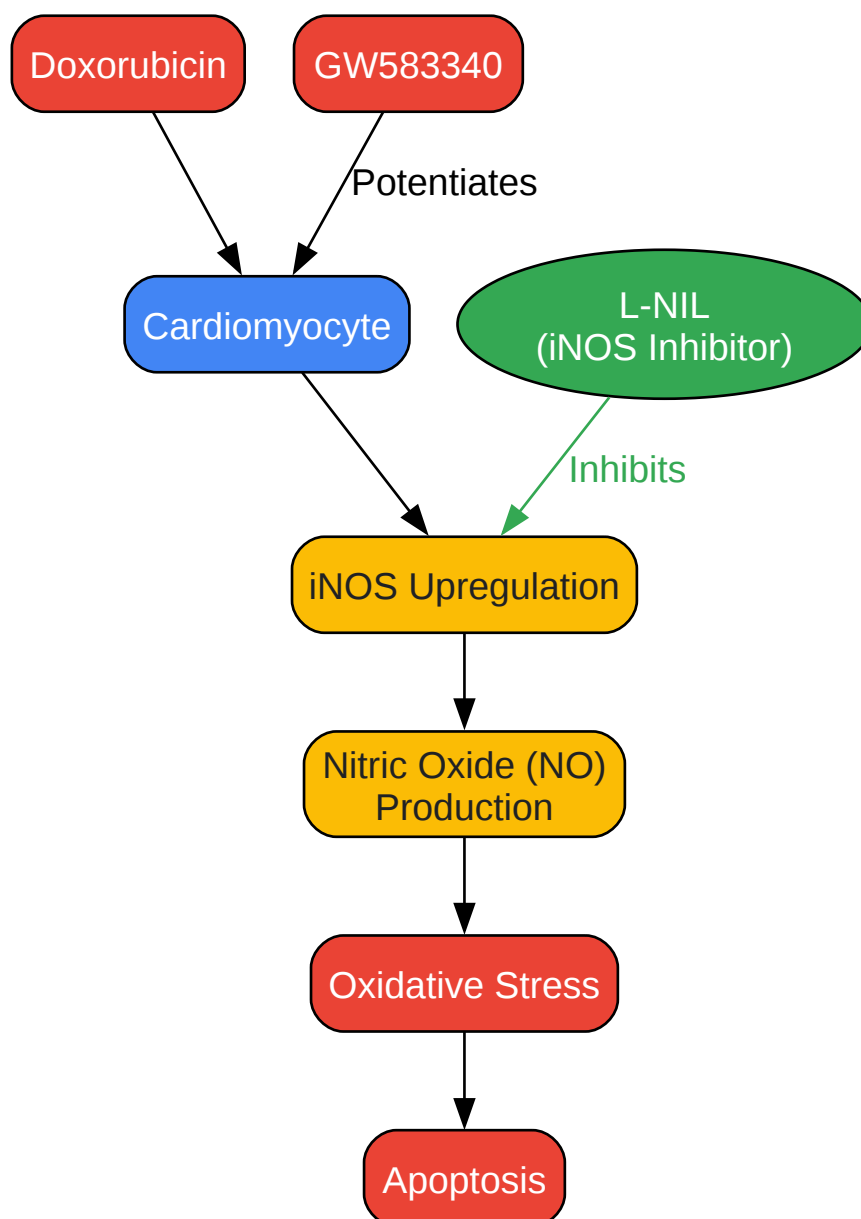 Doxorubicin
GW583340
Potentiates
Cardiomyocyte
L-NIL
(iNOS Inhibitor)
Inhibits
iNOS Upregulation
Nitric Oxide (NO)
Production
Oxidative Stress
Apoptosis